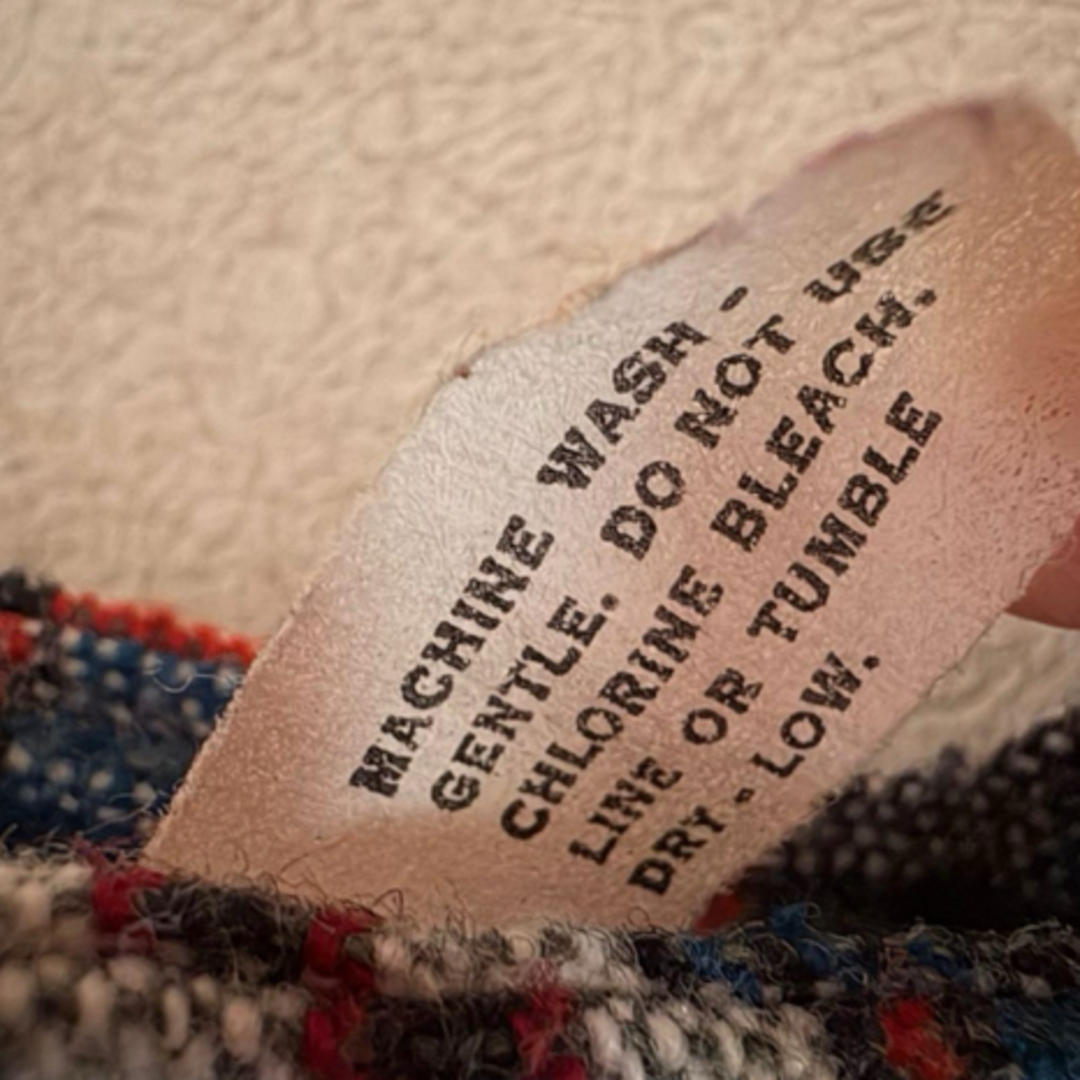 MACHINE WASH -
GENTLE. DO NOT USE
CHLORINE BLEACH.
LINE OR TUMBLE
DRY - LOW.